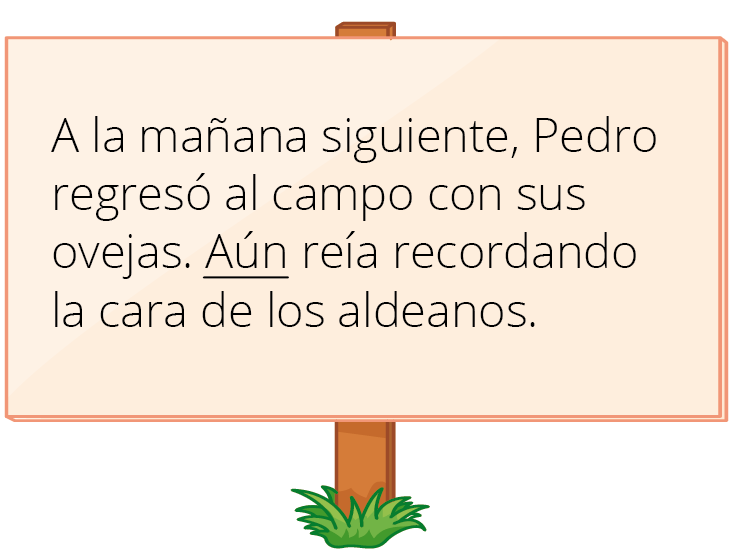 A la mañana siguiente, Pedro
regresó al campo con sus
ovejas. Aún reía recordando
la cara de los aldeanos.